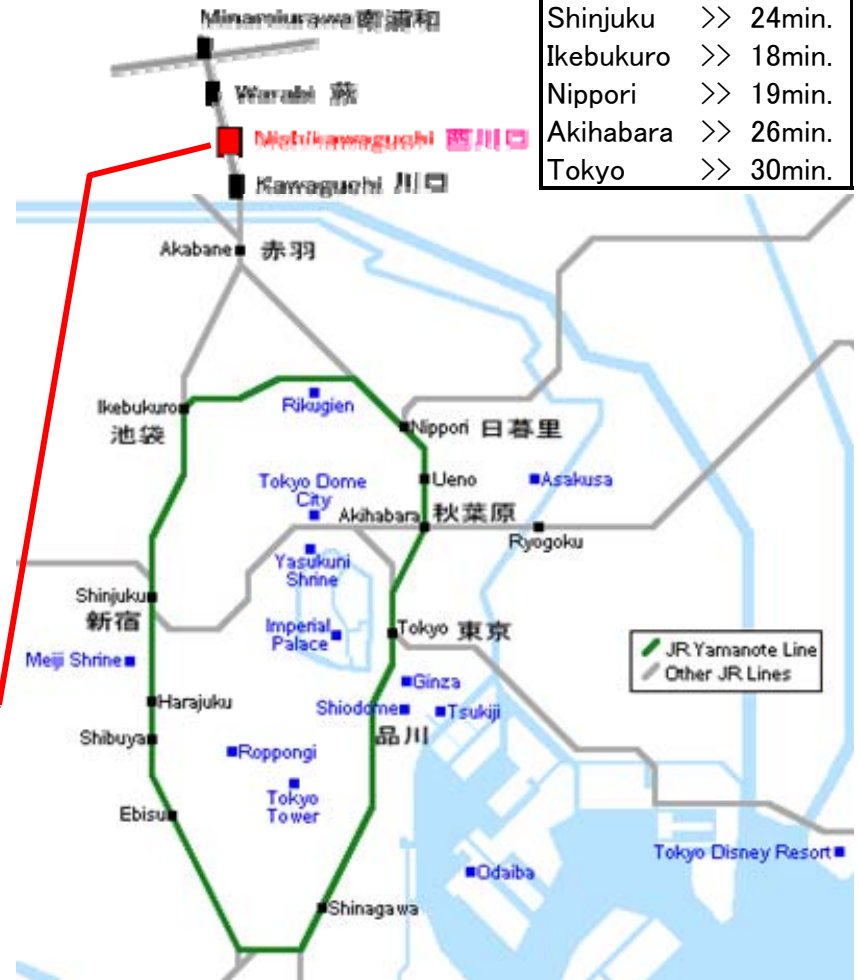 Minamiurawa 南浦和
Shinjuku >> 24min.
Ikebukuro >> 18min.
Nippori >> 19min.
Akihabara >> 26min.
Tokyo >> 30min.
Warabi 蕨
Nishikawaguchi 西川口
Kawaguchi 川口
Akabane 赤羽
Ikebukuro
池袋
Rikugien
Nippori 日暮里
Ueno
Tokyo Dome
City
Asakusa
Akihabara 秋葉原
Ryogoku
Yasukuni
Shrine
Shinjuku
新宿
Imperial
Palace
Tokyo 東京
JR Yamanote Line
Other JR Lines
Meiji Shrine
Ginza
Harajuku
Shiodome
Tsukiji
品川
Shibuya
Roppongi
Tokyo
Tower
Ebisu
Tokyo Disney Resort
Odaiba
Shinagawa